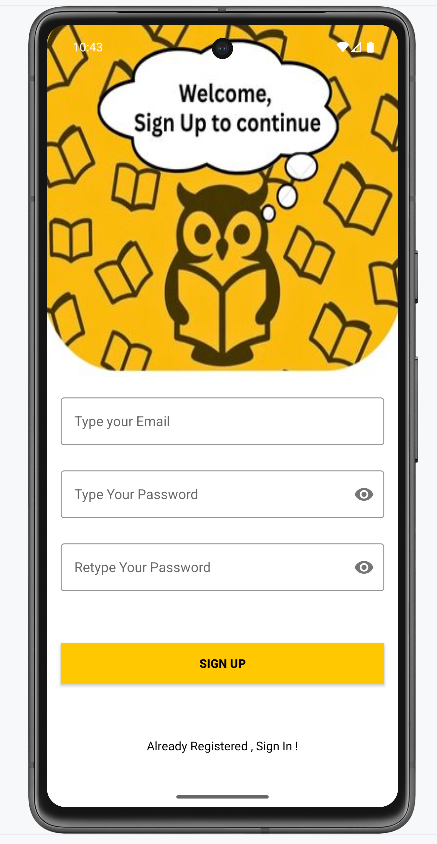 10:43
Welcome,
Sign Up to continue
Type your Email
Type Your Password
Retype Your Password
SIGN UP
Already Registered , Sign In !